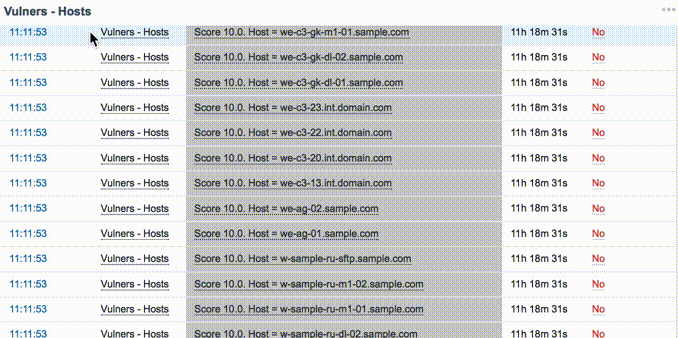 Vulners - Hosts
11:11:53 Vulners - Hosts Score 10.0. Host = we-c3-gk-m1-01.sample.com 11h 18m 31s No
11:11:53 Vulners - Hosts Score 10.0. Host = we-c3-gk-dl-02.sample.com 11h 18m 31s No
11:11:53 Vulners - Hosts Score 10.0. Host = we-c3-gk-dl-01.sample.com 11h 18m 31s No
11:11:53 Vulners - Hosts Score 10.0. Host = we-c3-23.int.domain.com 11h 18m 31s No
11:11:53 Vulners - Hosts Score 10.0. Host = we-c3-22.int.domain.com 11h 18m 31s No
11:11:53 Vulners - Hosts Score 10.0. Host = we-c3-20.int.domain.com 11h 18m 31s No
11:11:53 Vulners - Hosts Score 10.0. Host = we-c3-13.int.domain.com 11h 18m 31s No
11:11:53 Vulners - Hosts Score 10.0. Host = we-ag-02.sample.com 11h 18m 31s No
11:11:53 Vulners - Hosts Score 10.0. Host = we-ag-01.sample.com 11h 18m 31s No
11:11:53 Vulners - Hosts Score 10.0. Host = w-sample-ru-sftp.sample.com 11h 18m 31s No
11:11:53 Vulners - Hosts Score 10.0. Host = w-sample-ru-m1-02.sample.com 11h 18m 31s No
11:11:53 Vulners - Hosts Score 10.0. Host = w-sample-ru-m1-01.sample.com 11h 18m 31s No
11:11:53 Vulners - Hosts Score 10.0. Host = w-sample-ru-dl-02.sample.com 11h 18m 31s No